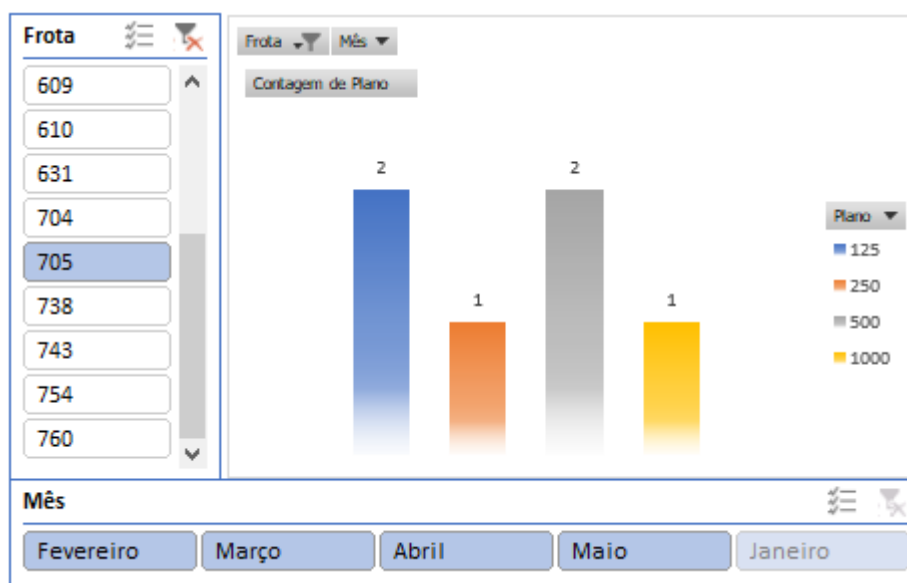 Frota
609
610
631
704
705
738
743
754
760
Frota Mês
Contagem de Plano
2 1 2 1
Plano
125
250
500
1000
Mês
Fevereiro Março Abril Maio Janeiro